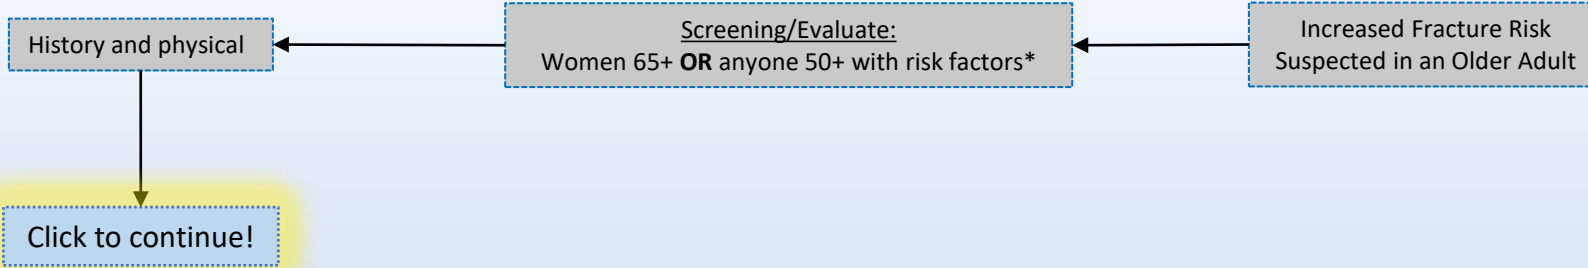 History and physical
Screening/Evaluate:
Women 65+ OR anyone 50+ with risk factors*
Increased Fracture Risk
Suspected in an Older Adult
Click to continue!